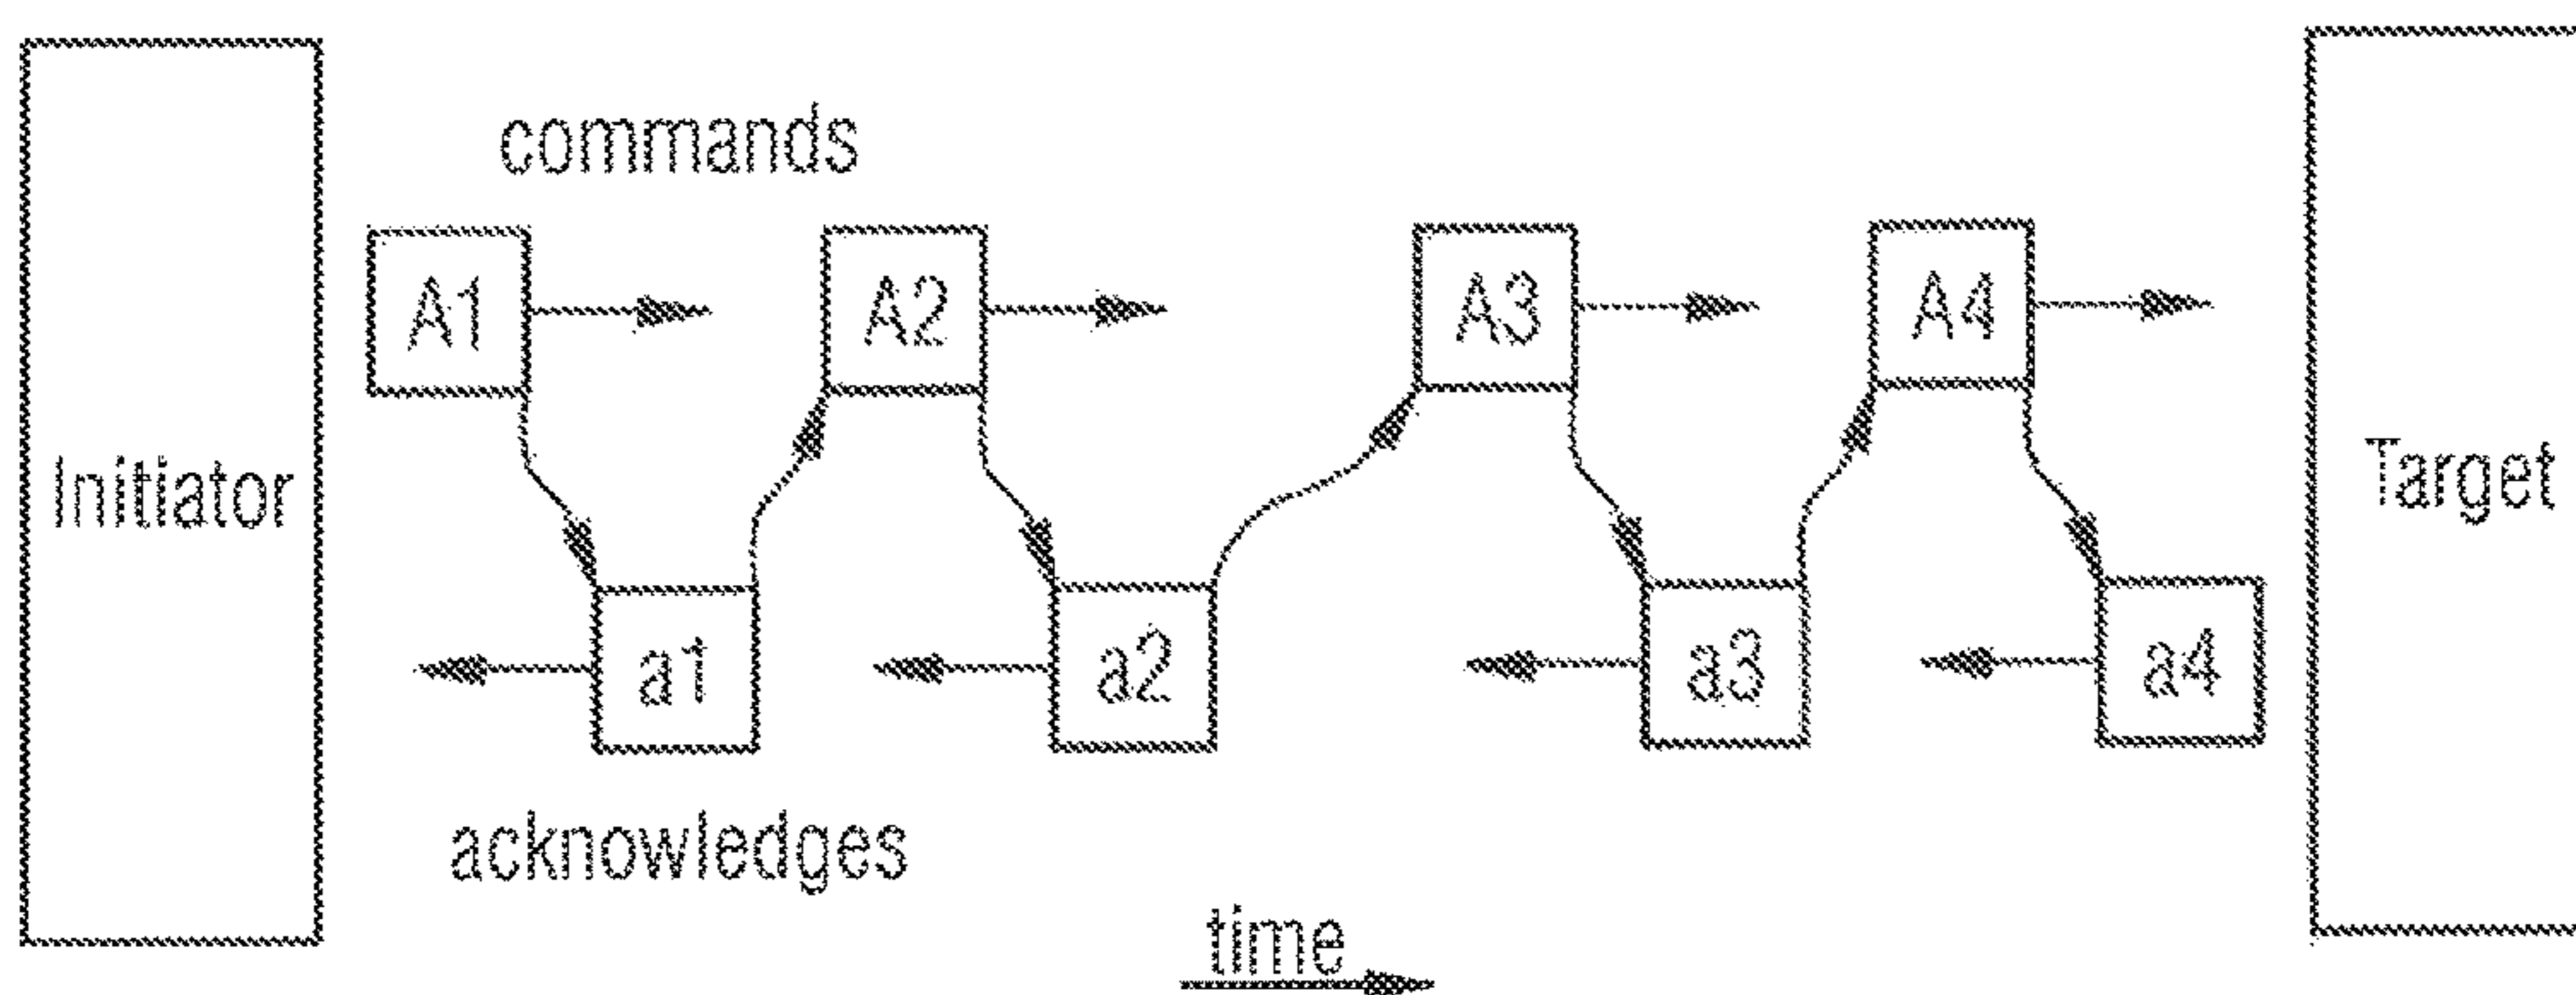 commands
A1
A2
A3
A4
Initiator
Target
a1
a2
a3
a4
acknowledges
time